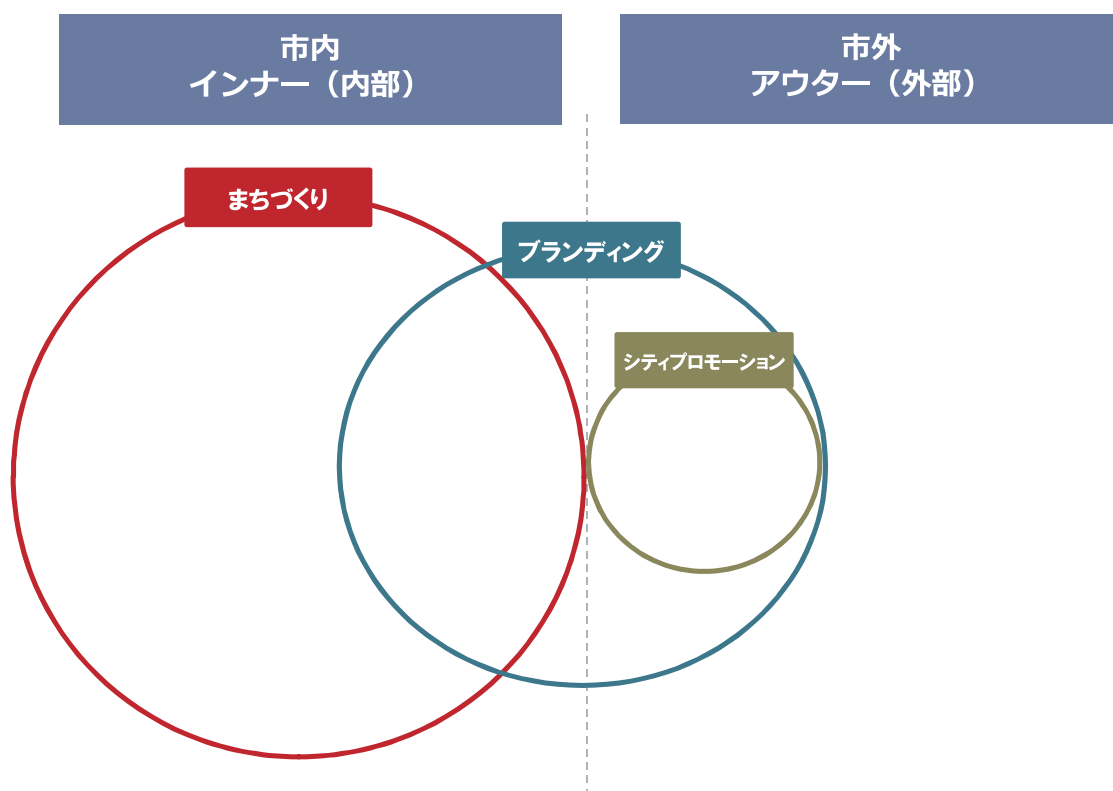 市内
インナー（内部）
市外
アウター（外部）
まちづくり
ブランディング
シティプロモーション